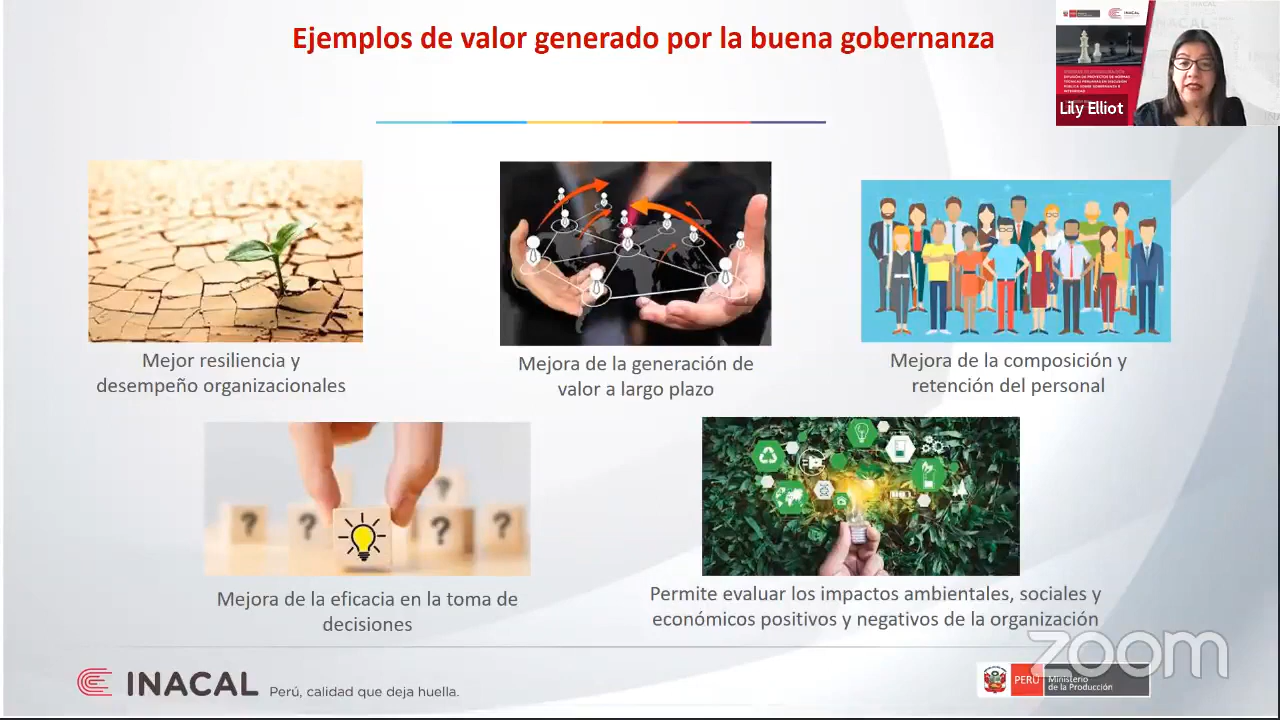 Ejemplos de valor generado por la buena gobernanza
Lily Elliot
Mejor resiliencia y
desempeño organizacionales
Mejora de la generación de
valor a largo plazo
Mejora de la composición y
retención del personal
?
?
?
?
?
Mejora de la eficacia en la toma de
decisiones
Permite evaluar los impactos ambientales, sociales y
económicos positivos y negativos de la organización
zoom
INACAL Perú, calidad que deja huella.
PERÚ
Ministerio
de la Producción